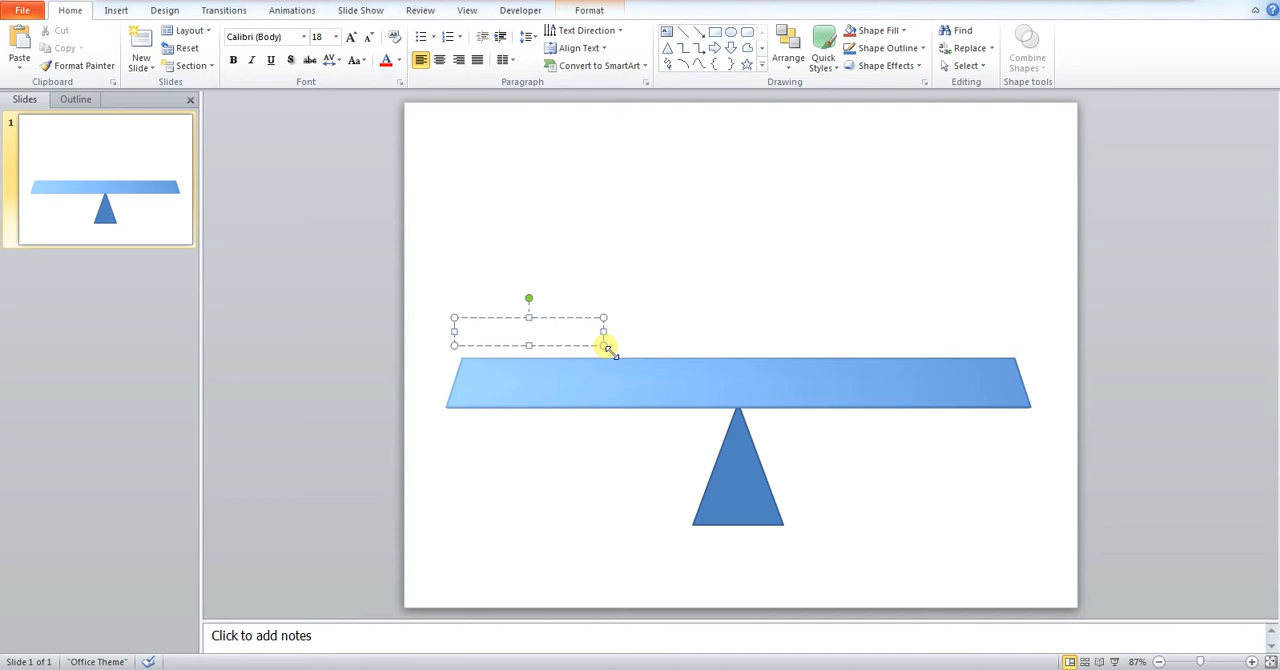 File Home Insert Design Transitions Animations Slide Show Review View Developer Format
Paste
Cut
Copy
Format Painter
Clipboard
New
Slide
Layout
Reset
Section
Slides
Calibri (Body) 18
B I U S abc AV Aa A
Font
Text Direction
Align Text
Convert to SmartArt
Paragraph
Arrange
Quick
Styles
Shape Fill
Shape Outline
Shape Effects
Drawing
Find
Replace
Select
Editing
Combine
Shapes
Shape tools
Slides Outline
1
Click to add notes
Slide 1 of 1 "Office Theme" 87%